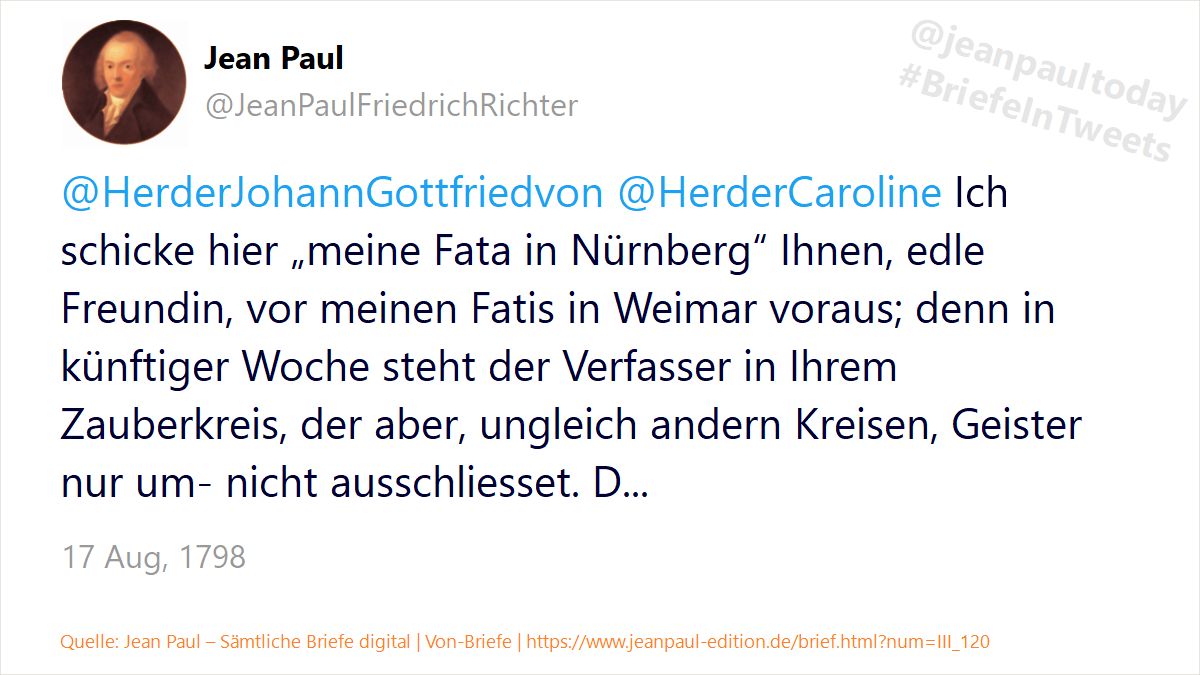 Jean Paul
@JeanPaulFriedrichRichter
@jeanpaultoday
#BriefeInTweets
@HerderJohannGottfriedvon @HerderCaroline Ich
schicke hier „meine Fata in Nürnberg“ Ihnen, edle
Freundin, vor meinen Fatis in Weimar voraus; denn in
künftiger Woche steht der Verfasser in Ihrem
Zauberkreis, der aber, ungleich andern Kreisen, Geister
nur um- nicht ausschliesset. D...
17 Aug, 1798
Quelle: Jean Paul – Sämtliche Briefe digital | Von-Briefe | https://www.jeanpaul-edition.de/brief.html?num=III_120